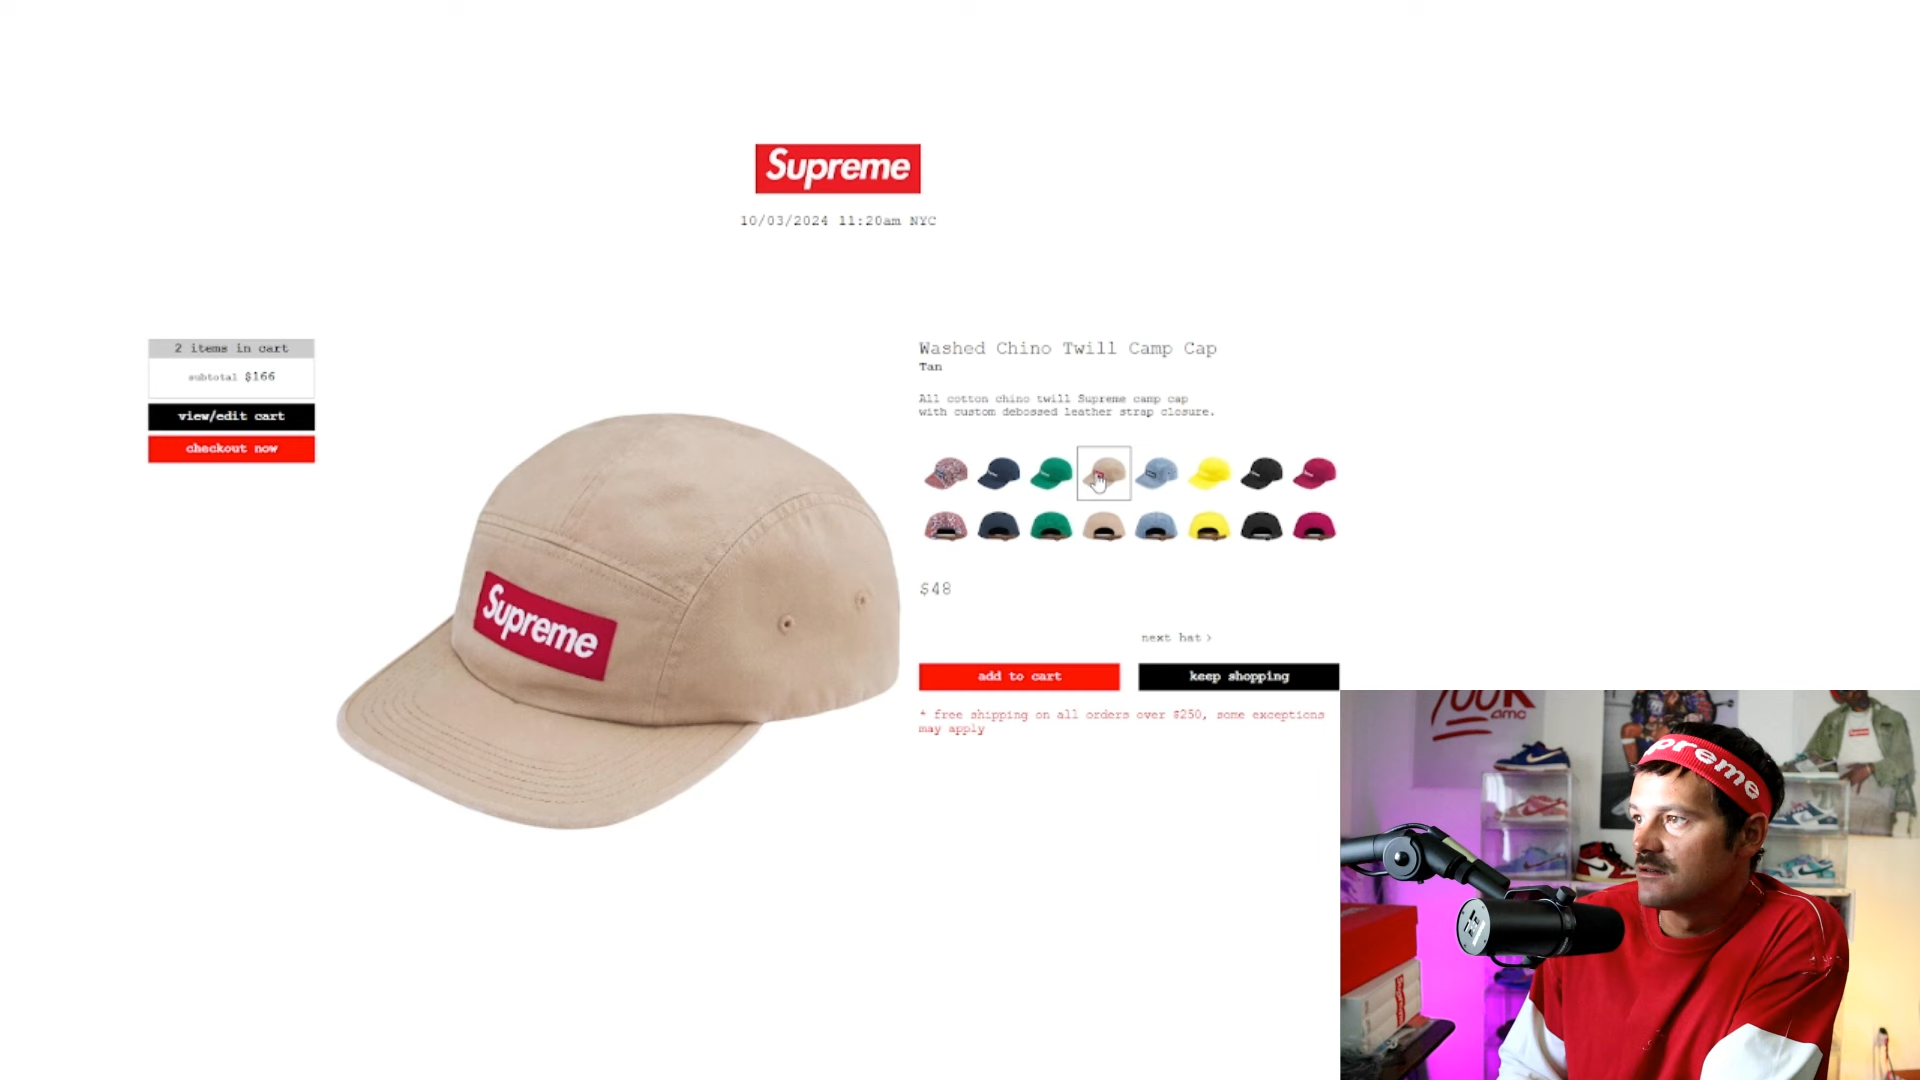 Supreme
10/03/2024 11:20am NYC
2 items in cart
subtotal $166
view/edit cart
checkout now
Washed Chino Twill Camp Cap
Tan
All cotton chino twill Supreme camp cap
with custom debossed leather strap closure.
$48
next hat >
add to cart
keep shopping
* free shipping on all orders over $250, some exceptions
may apply
Supreme
preme